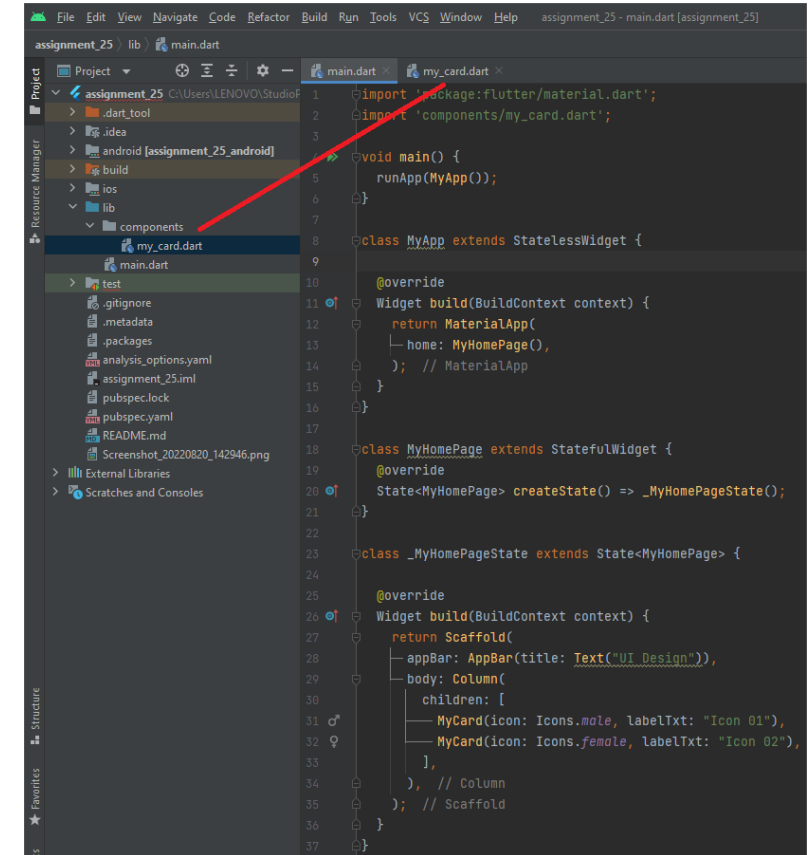 File Edit View Navigate Code Refactor Build Run Tools VCS Window Help assignment_25 - main.dart [assignment_25]
assignment_25 lib main.dart
Project main.dart my_card.dart
Project
Resource Manager
Structure
Favorites
assignment_25 C:\Users\LENOVO\StudioP
.dart_tool
.idea
android [assignment_25_android]
build
ios
lib
components
my_card.dart
main.dart
test
.gitignore
.metadata
.packages
analysis_options.yaml
assignment_25.iml
pubspec.lock
pubspec.yaml
README.md
Screenshot_20220820_142946.png
External Libraries
Scratches and Consoles
1 import 'package:flutter/material.dart';
2 import 'components/my_card.dart';
3
4 void main() {
5 runApp(MyApp());
6 }
7
8 class MyApp extends StatelessWidget {
9
10 @override
11 Widget build(BuildContext context) {
12 return MaterialApp(
13 home: MyHomePage(),
14 ); // MaterialApp
15 }
16 }
17
18 class MyHomePage extends StatefulWidget {
19 @override
20 State<MyHomePage> createState() => _MyHomePageState();
21 }
22
23 class _MyHomePageState extends State<MyHomePage> {
24
25 @override
26 Widget build(BuildContext context) {
27 return Scaffold(
28 appBar: AppBar(title: Text("UI Design")),
29 body: Column(
30 children: [
31 MyCard(icon: Icons.male, labelTxt: "Icon 01"),
32 MyCard(icon: Icons.female, labelTxt: "Icon 02"),
33 ],
34 ), // Column
35 ); // Scaffold
36 }
37 }